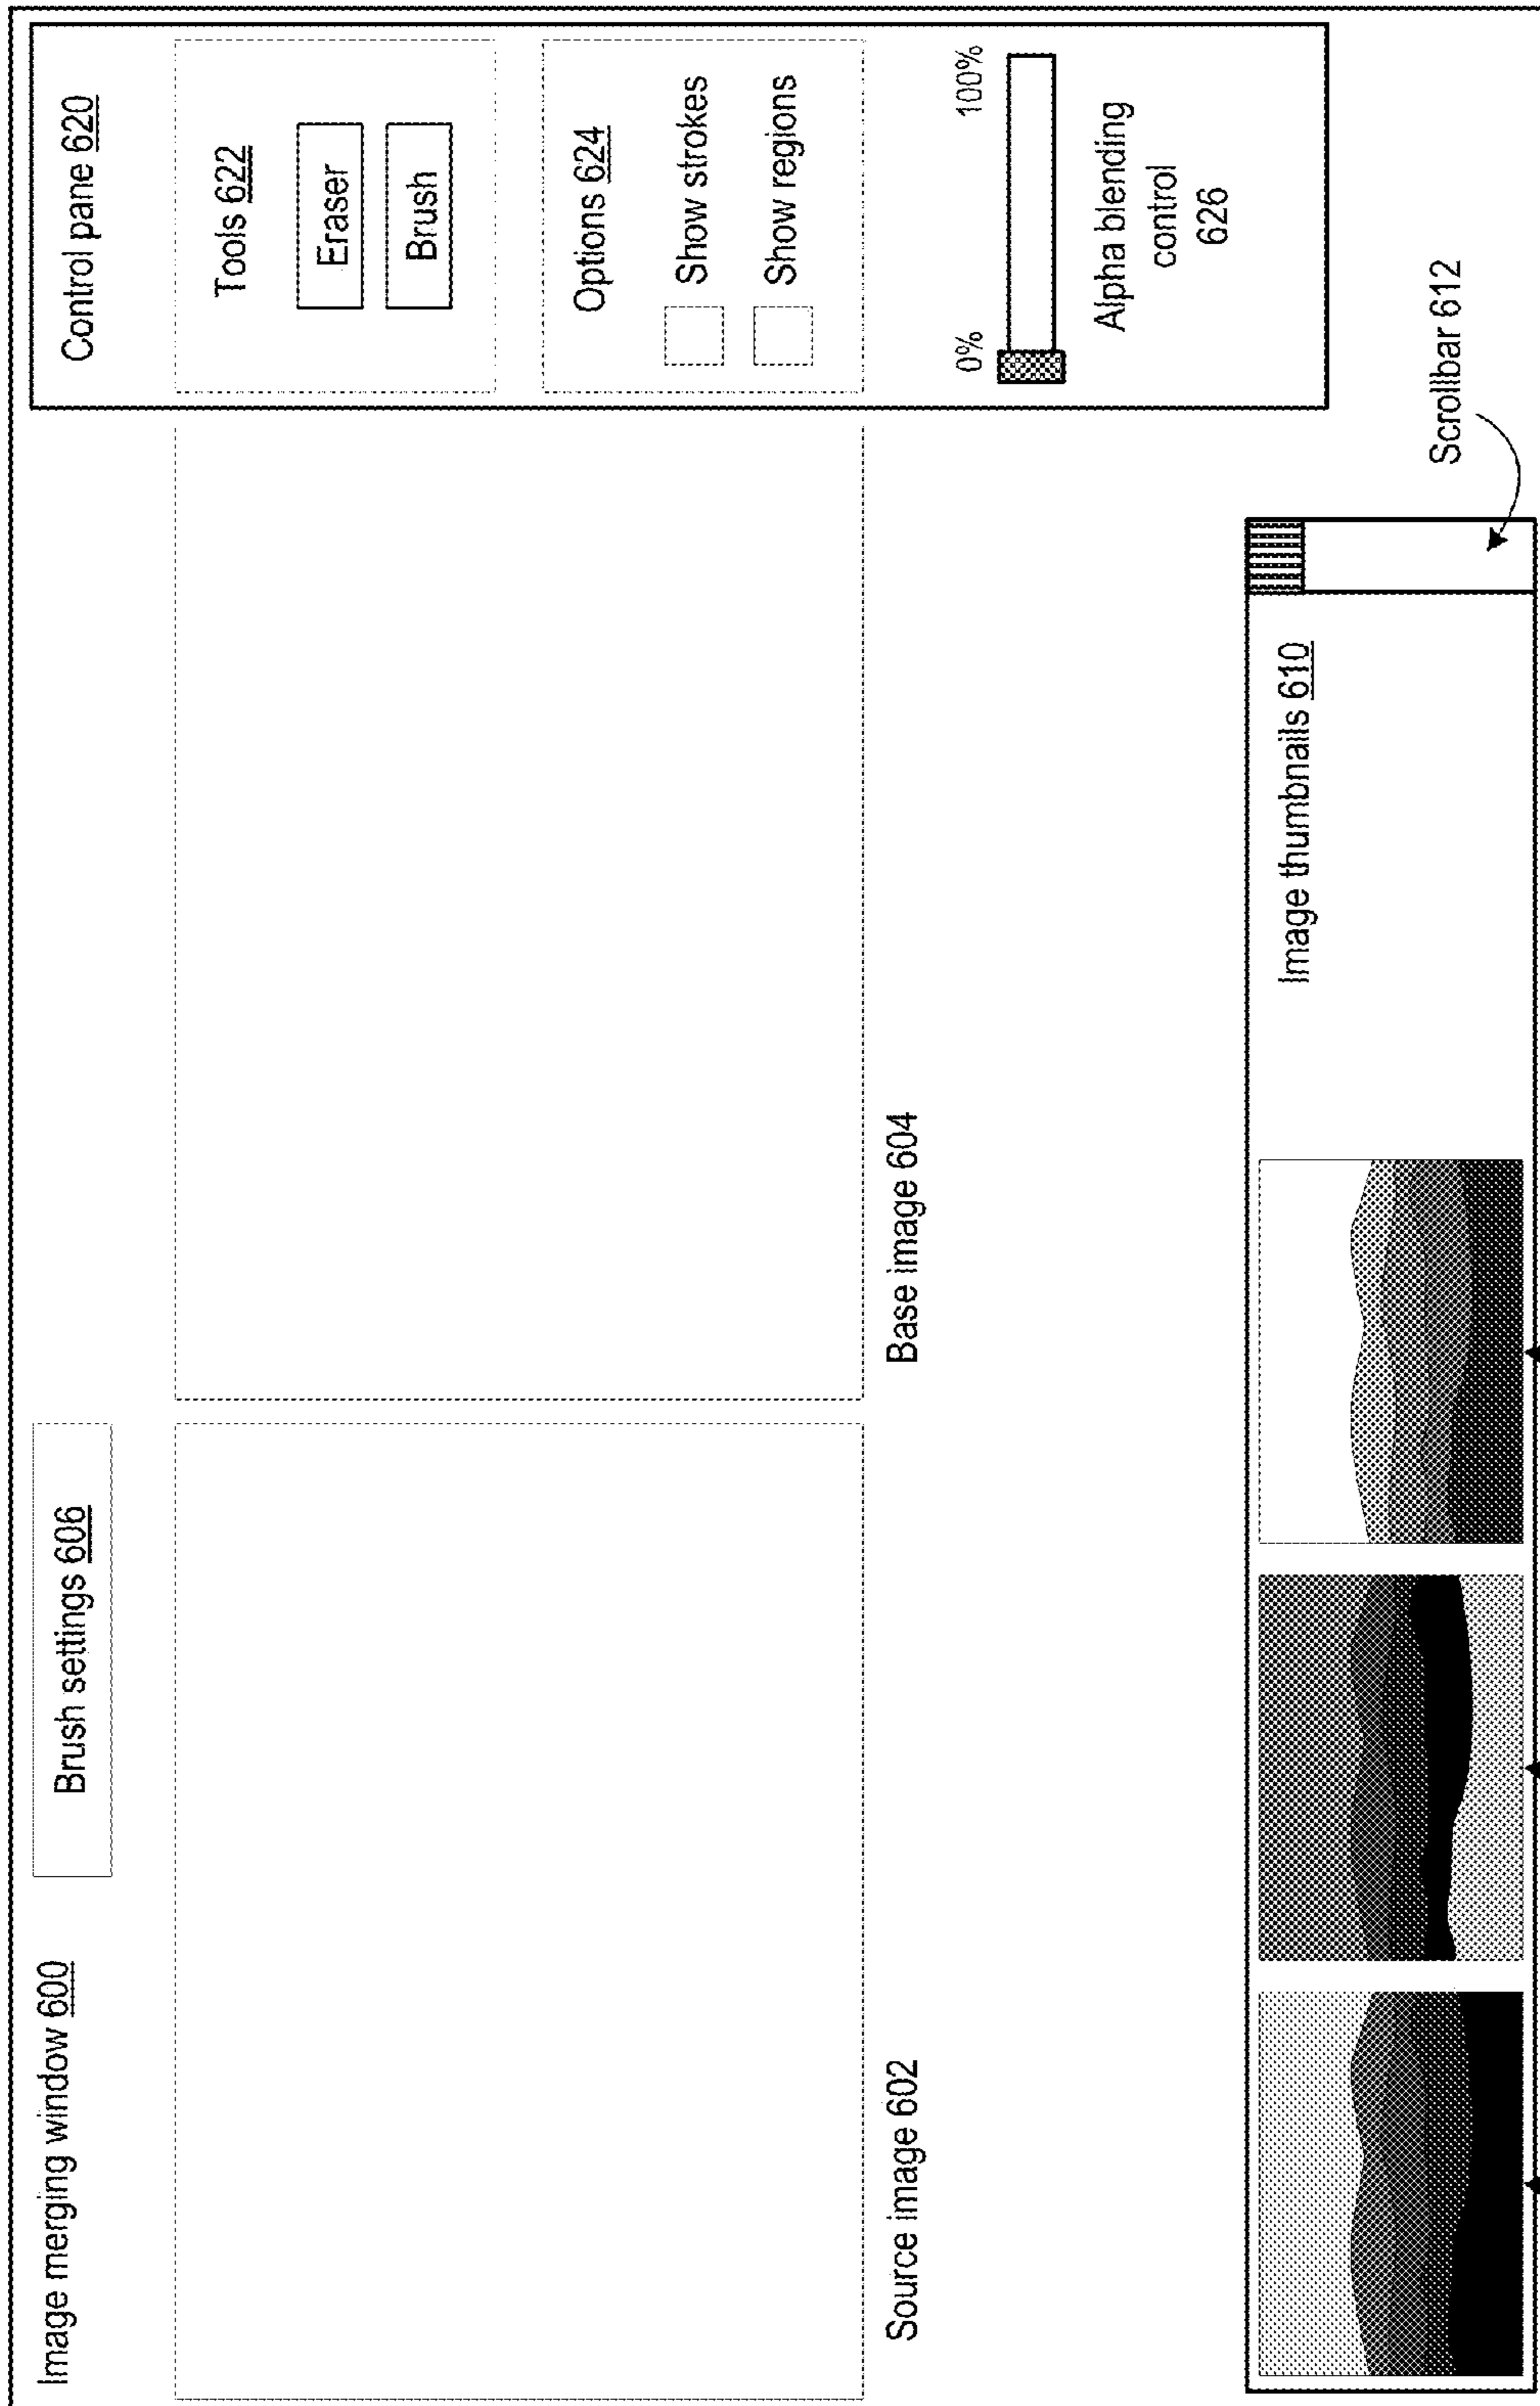 Image merging window 600
Brush settings 606
Control pane 620
Tools 622
Eraser
Brush
Options 624
Show strokes
Show regions
0%
100%
Alpha blending
control
626
Source image 602
Base image 604
Image thumbnails 610
Scrollbar 612